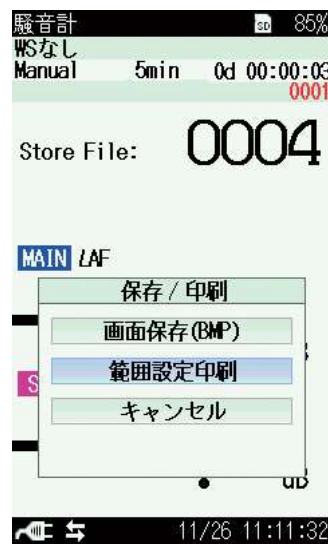 騒音計 SD 85%
WSなし
Manual 5min 0d 00:00:03
0001
Store File: 0004
MAIN LAF
保存 / 印刷
画面保存(BMP)
範囲設定印刷
S
キャンセル
dB
11/26 11:11:32